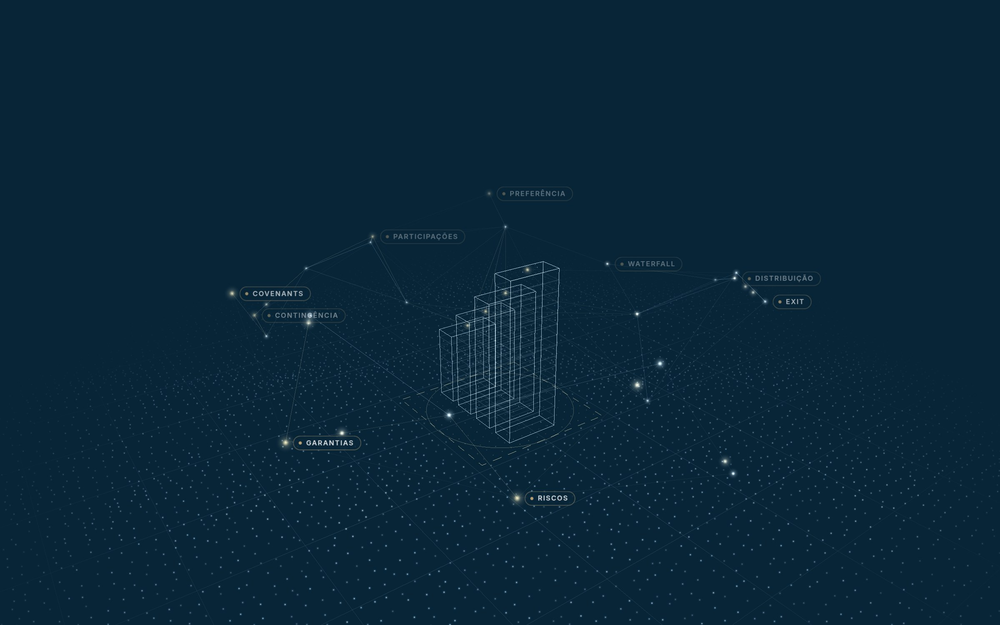 PREFERÊNCIA
PARTICIPAÇÕES
WATERFALL
DISTRIBUIÇÃO
COVENANTS
EXIT
CONTINGÊNCIA
GARANTIAS
RISCOS